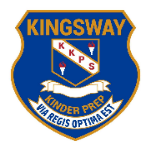 KINGSWAY
K K
P S
KINDER PREP
VIA REGIS OPTIMA EST